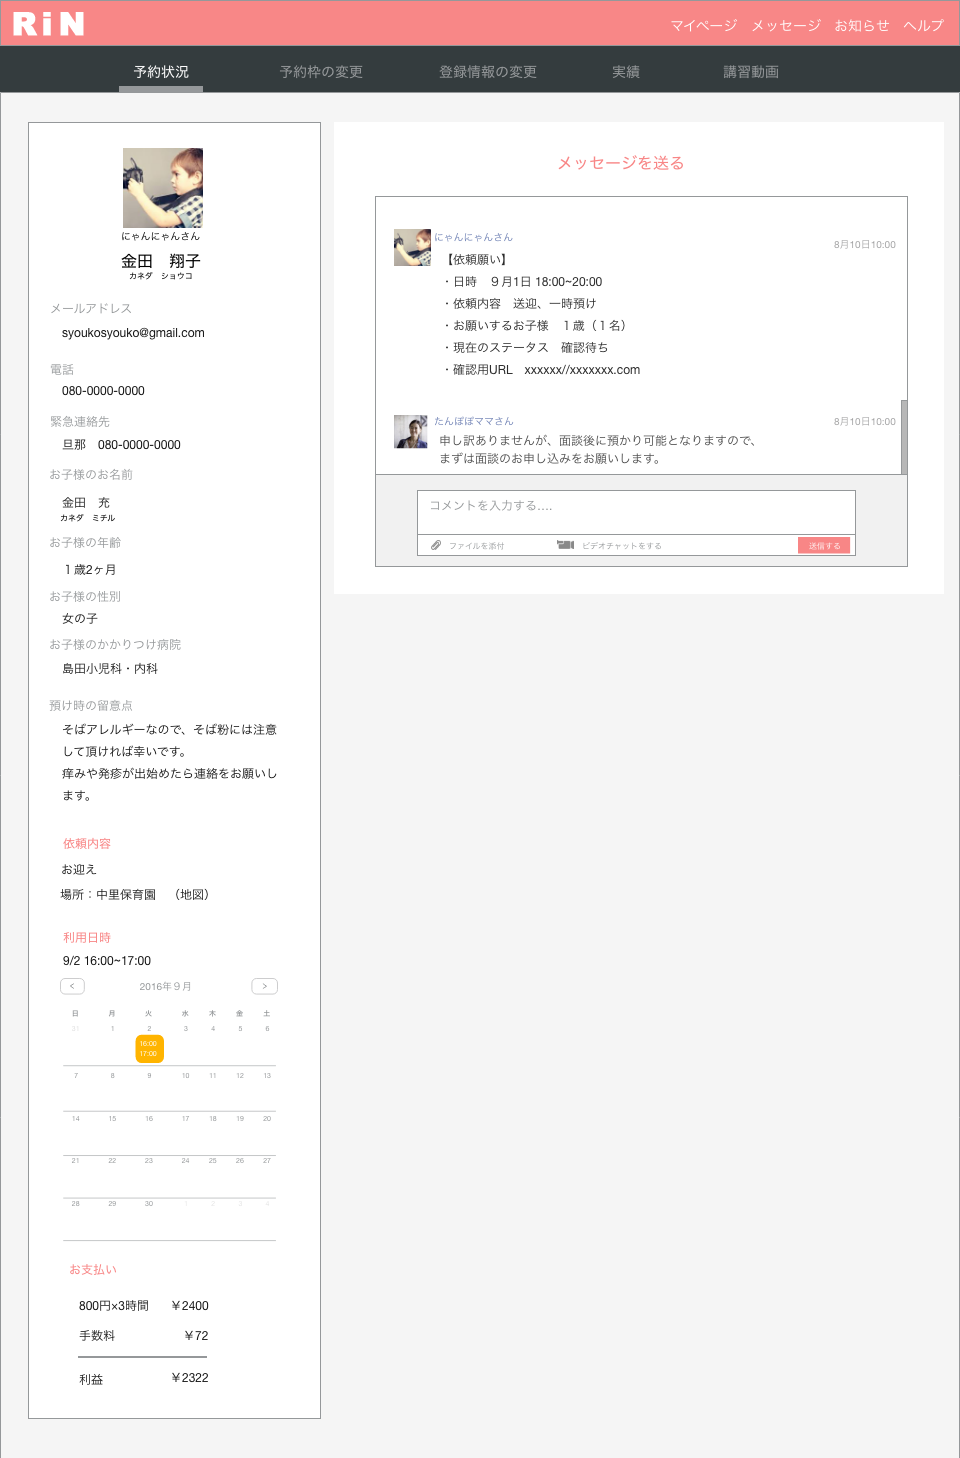 RiN
マイページ メッセージ お知らせ ヘルプ
予約状況 予約枠の変更 登録情報の変更 実績 講習動画
にゃんにゃんさん
金田 翔子
カネダ ショウコ
メールアドレス
syoukosyouko@gmail.com
電話
080-0000-0000
緊急連絡先
旦那 080-0000-0000
お子様のお名前
金田 充
カネダ ミチル
お子様の年齢
１歳2ヶ月
お子様の性別
女の子
お子様のかかりつけ病院
島田小児科・内科
預け時の留意点
そばアレルギーなので、そば粉には注意
して頂ければ幸いです。
痒みや発疹が出始めたら連絡をお願いし
ます。
依頼内容
お迎え
場所：中里保育園 （地図）
利用日時
9/2 16:00~17:00
< 2016年９月 >
日 月 火 水 木 金 土
31 1 2 3 4 5 6
16:00
17:00
7 8 9 10 11 12 13
14 15 16 17 18 19 20
21 22 23 24 25 26 27
28 29 30 1 2 3 4
お支払い
800円×3時間 ￥2400
手数料 ￥72
利益 ￥2322
メッセージを送る
にゃんにゃんさん
8月10日10:00
【依頼願い】
・日時 ９月1日 18:00~20:00
・依頼内容 送迎、一時預け
・お願いするお子様 １歳（１名）
・現在のステータス 確認待ち
・確認用URL xxxxxx//xxxxxxx.com
たんぽぽママさん
8月10日10:00
申し訳ありませんが、面談後に預かり可能となりますので、
まずは面談のお申し込みをお願いします。
コメントを入力する....
ファイルを添付 ビデオチャットをする 送信する